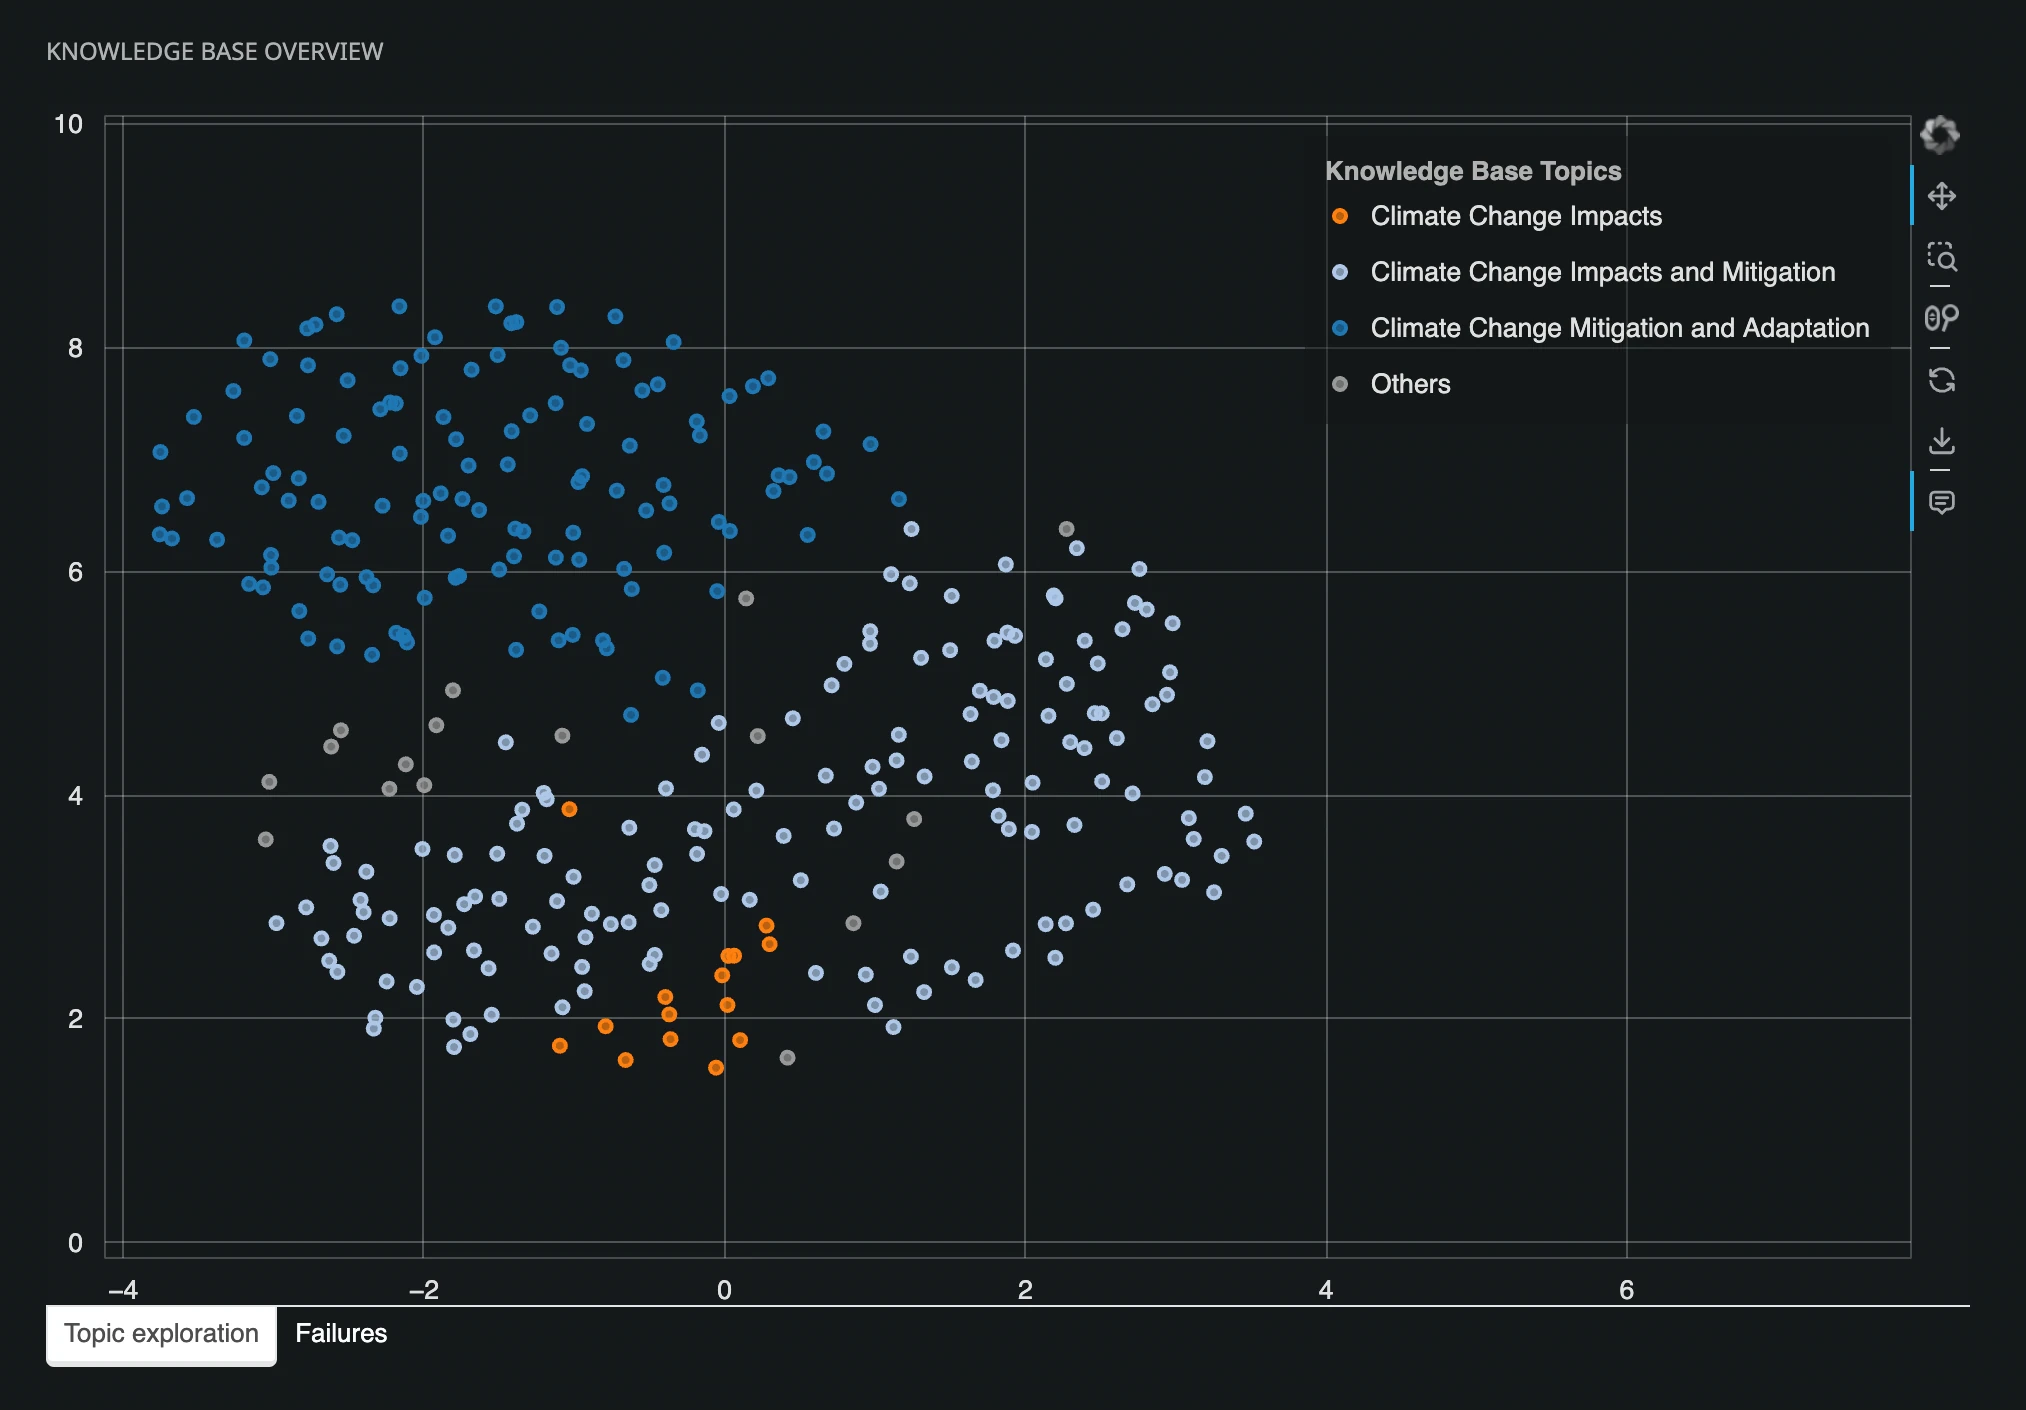 KNOWLEDGE BASE OVERVIEW
10
8
6
4
2
0
Knowledge Base Topics
Climate Change Impacts
Climate Change Impacts and Mitigation
Climate Change Mitigation and Adaptation
Others
−4 −2 0 2 4 6
Topic exploration Failures